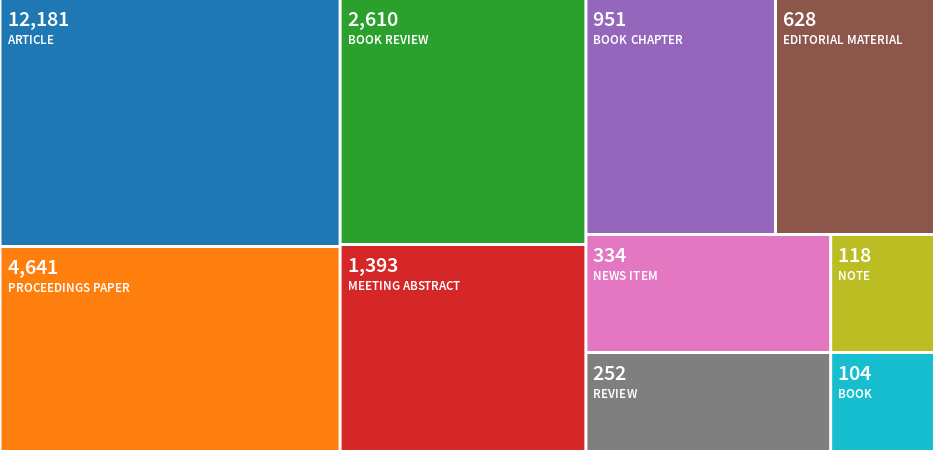 12,181
ARTICLE
4,641
PROCEEDINGS PAPER
2,610
BOOK REVIEW
1,393
MEETING ABSTRACT
951
BOOK CHAPTER
628
EDITORIAL MATERIAL
334
NEWS ITEM
118
NOTE
252
REVIEW
104
BOOK